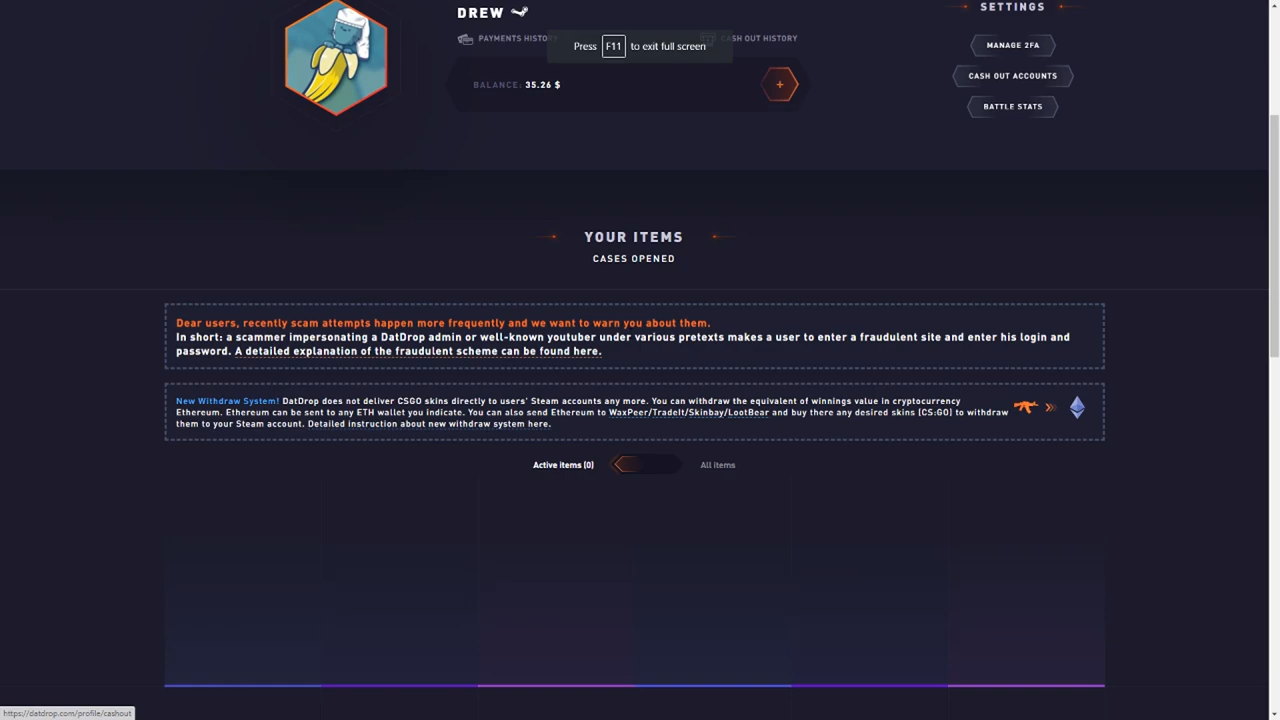 DREW
SETTINGS
PAYMENTS HISTO
CASH OUT HISTORY
Press F11 to exit full screen
MANAGE 2FA
CASH OUT ACCOUNTS
BALANCE: 35.26 $
+
BATTLE STATS
YOUR ITEMS
CASES OPENED
Dear users, recently scam attempts happen more frequently and we want to warn you about them.
In short: a scammer impersonating a DatDrop admin or well-known youtuber under various pretexts makes a user to enter a fraudulent site and enter his login and
password. A detailed explanation of the fraudulent scheme can be found here.
New Withdraw System! DatDrop does not deliver CSGO skins directly to users' Steam accounts any more. You can withdraw the equivalent of winnings value in cryptocurrency
Ethereum. Ethereum can be sent to any ETH wallet you indicate. You can also send Ethereum to WaxPeer/TradeIt/Skinbay/LootBear and buy there any desired skins (CS:GO) to withdraw
them to your Steam account. Detailed instruction about new withdraw system here.
Active items (0)
All items
https://datdrop.com/profile/cashout